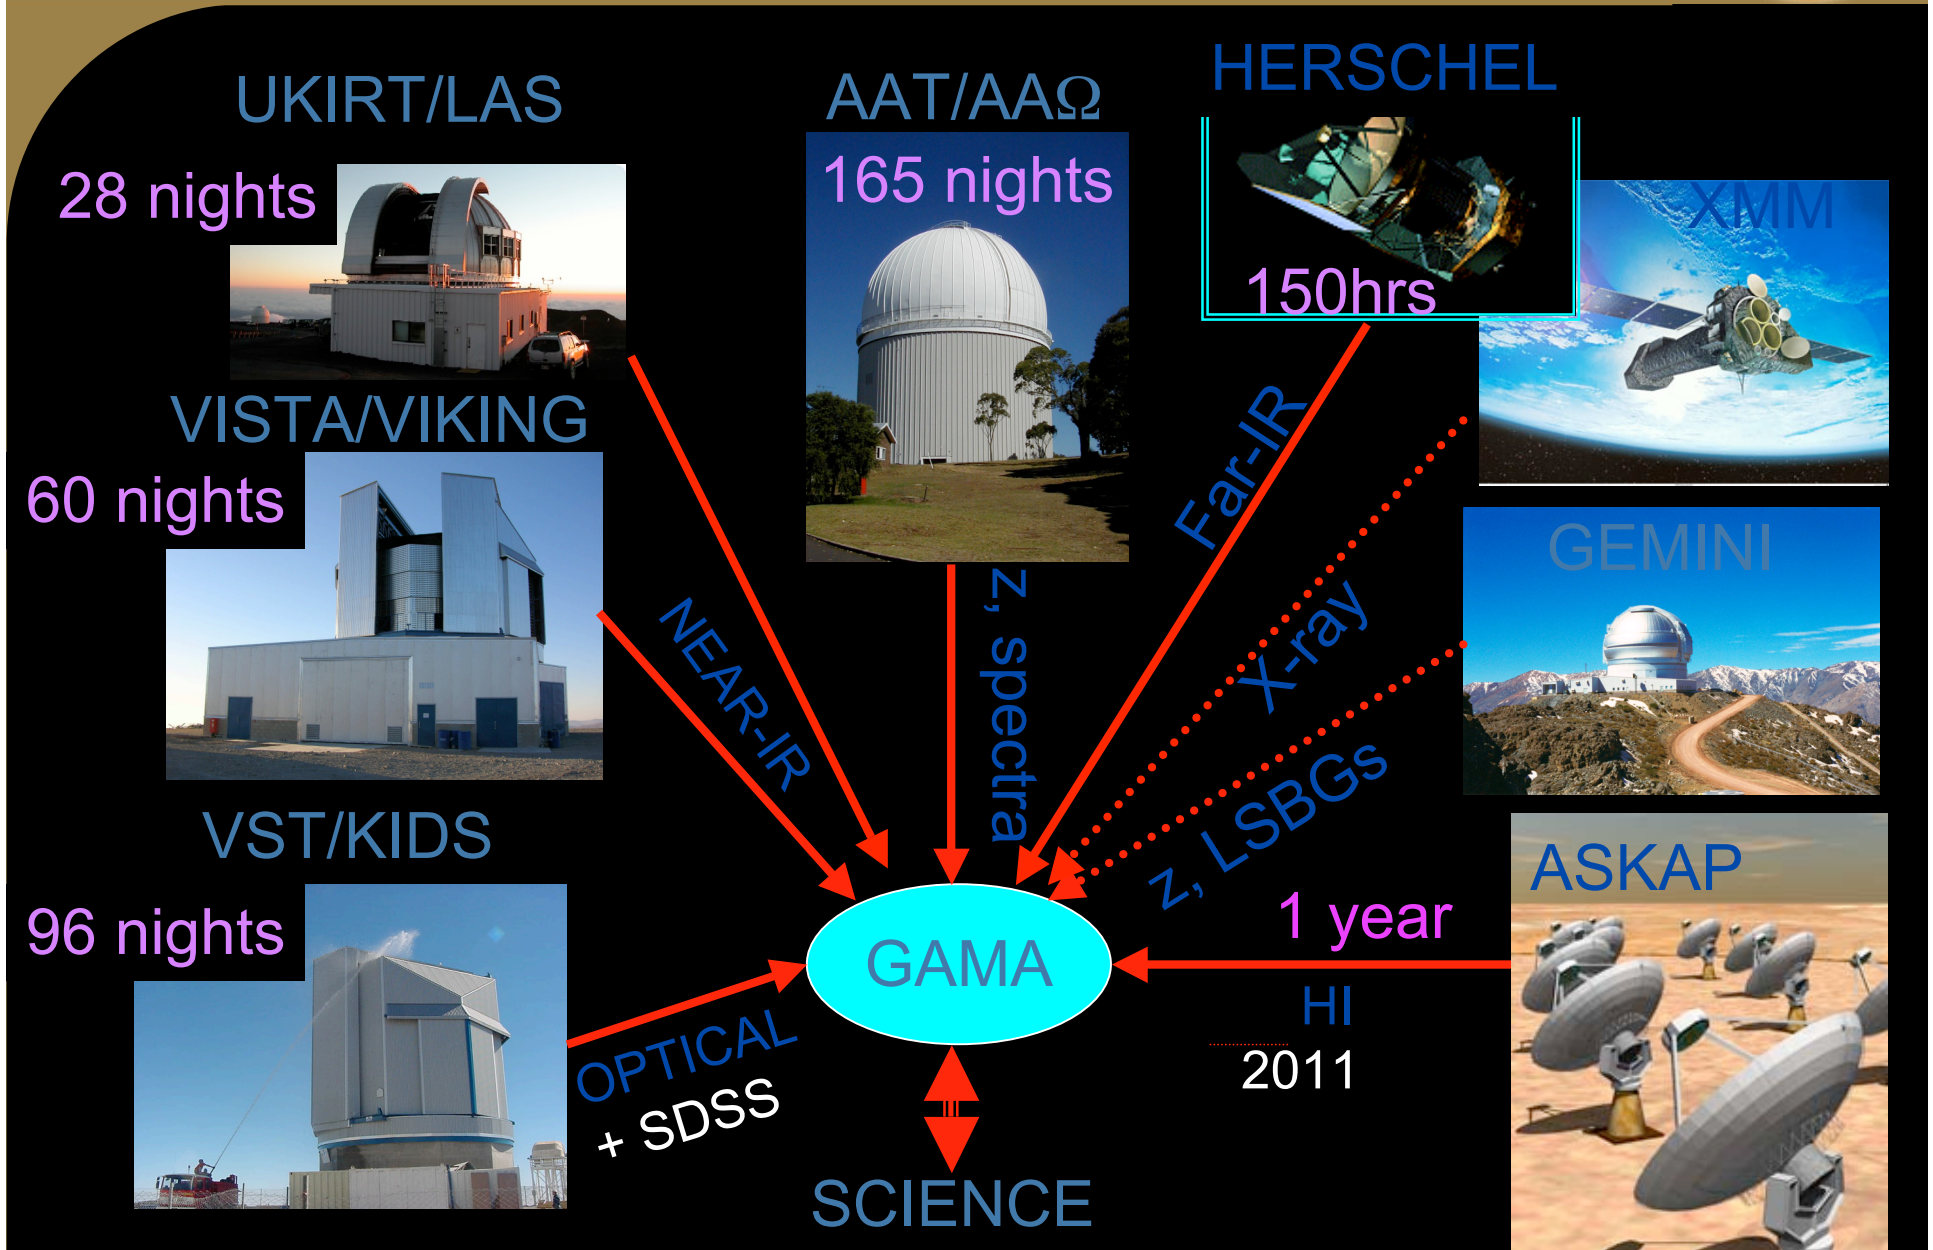 UKIRT/LAS
28 nights
VISTA/VIKING
60 nights
VST/KIDS
96 nights
AAT/AAΩ
165 nights
HERSCHEL
150hrs
XMM
GEMINI
ASKAP
NEAR-IR
z, spectra
Far-IR
X-ray
z, LSBGs
1 year
HI
2011
OPTICAL
+ SDSS
GAMA
SCIENCE